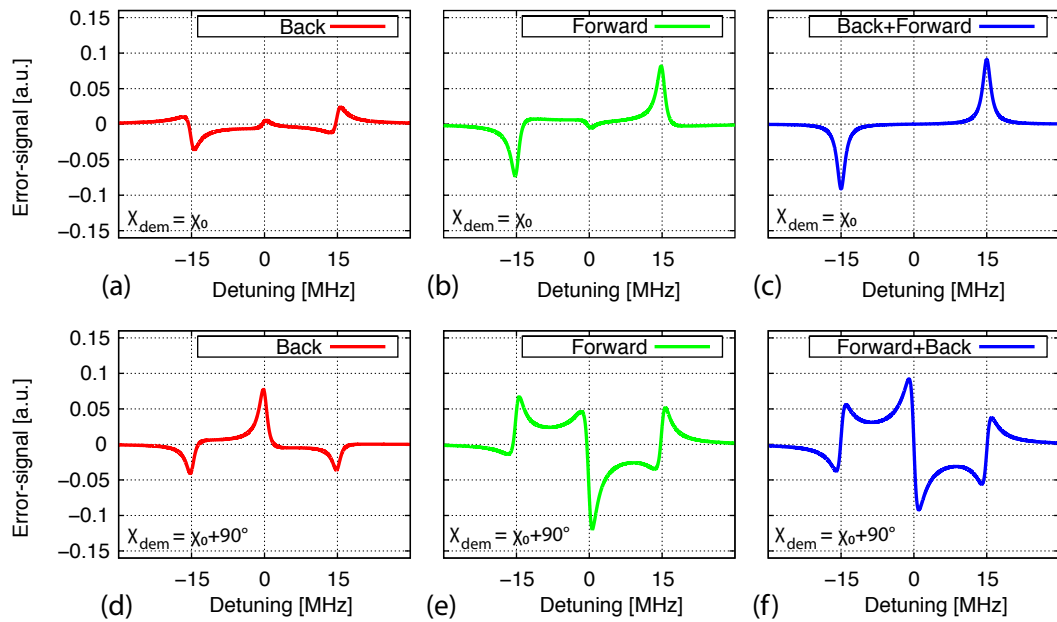 Error-signal [a.u.]
0.15
0.1
0.05
0
−0.05
−0.1
−0.15
Back
χdem = χ₀
−15 0 15
(a) Detuning [MHz]
Forward
χdem = χ₀
−15 0 15
(b) Detuning [MHz]
Back+Forward
χdem = χ₀
−15 0 15
(c) Detuning [MHz]
Error-signal [a.u.]
0.15
0.1
0.05
0
−0.05
−0.1
−0.15
Back
χdem = χ₀+90°
−15 0 15
(d) Detuning [MHz]
Forward
χdem = χ₀+90°
−15 0 15
(e) Detuning [MHz]
Forward+Back
χdem = χ₀+90°
−15 0 15
(f) Detuning [MHz]